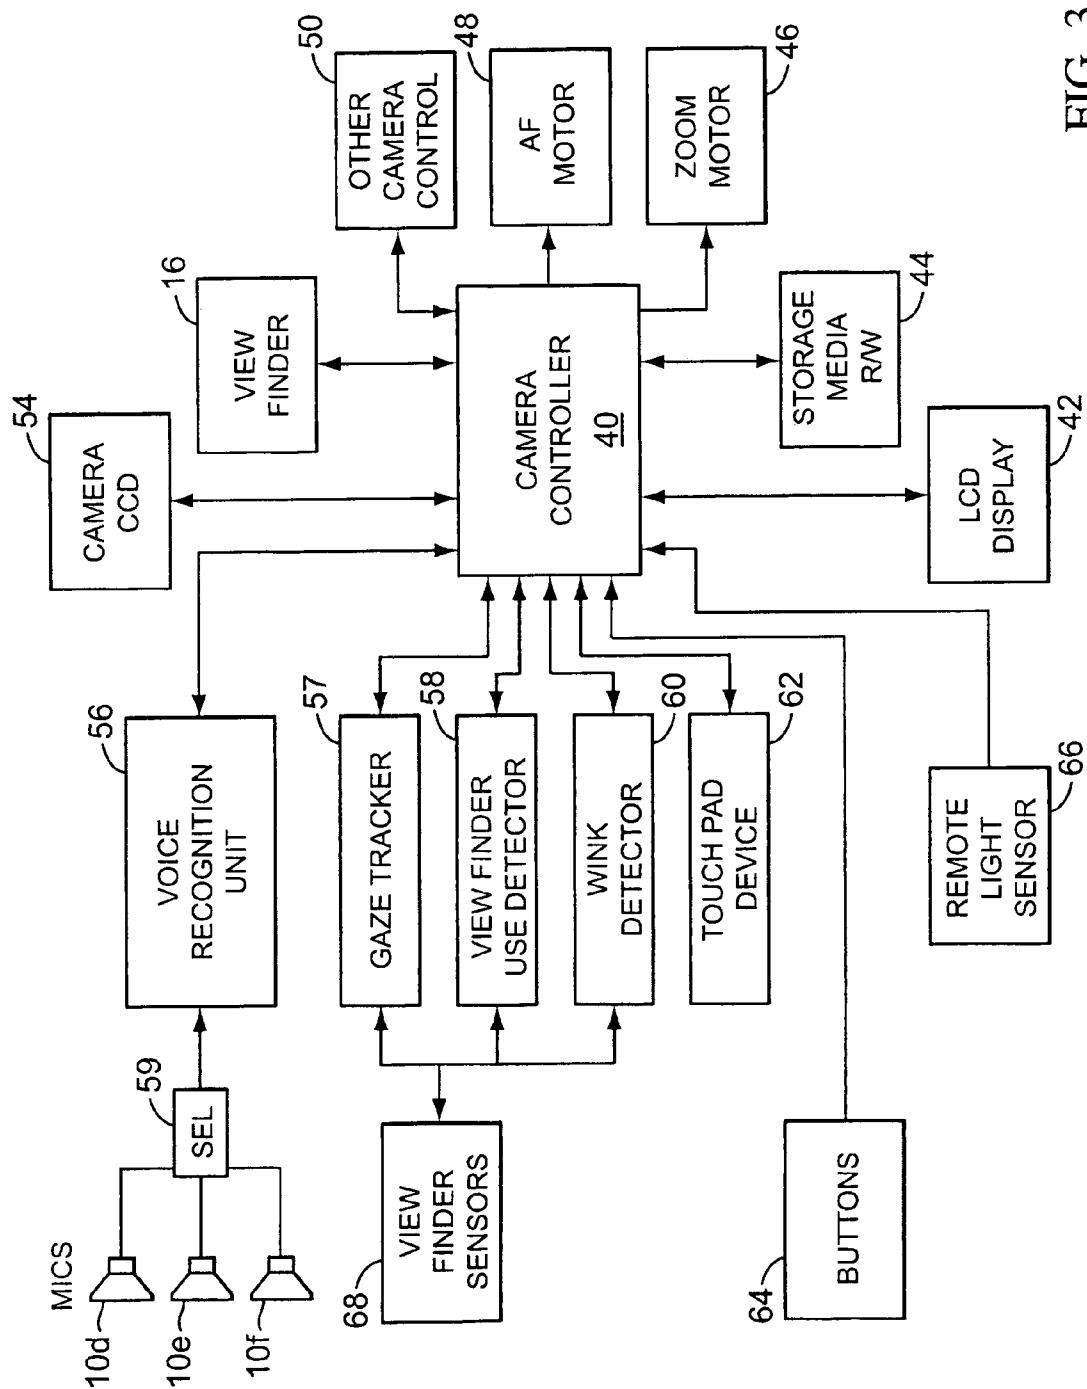 MICS
10d
10e
10f
59
SEL
56
VOICE
RECOGNITION
UNIT
54
CAMERA
CCD
16
VIEW
FINDER
50
OTHER
CAMERA
CONTROL
48
AF
MOTOR
46
ZOOM
MOTOR
57
GAZE TRACKER
58
VIEW FINDER
USE DETECTOR
60
WINK
DETECTOR
62
TOUCH PAD
DEVICE
CAMERA
CONTROLLER
40
68
VIEW
FINDER
SENSORS
64
BUTTONS
66
REMOTE
LIGHT
SENSOR
42
LCD
DISPLAY
44
STORAGE
MEDIA
R/W
FIG. 3